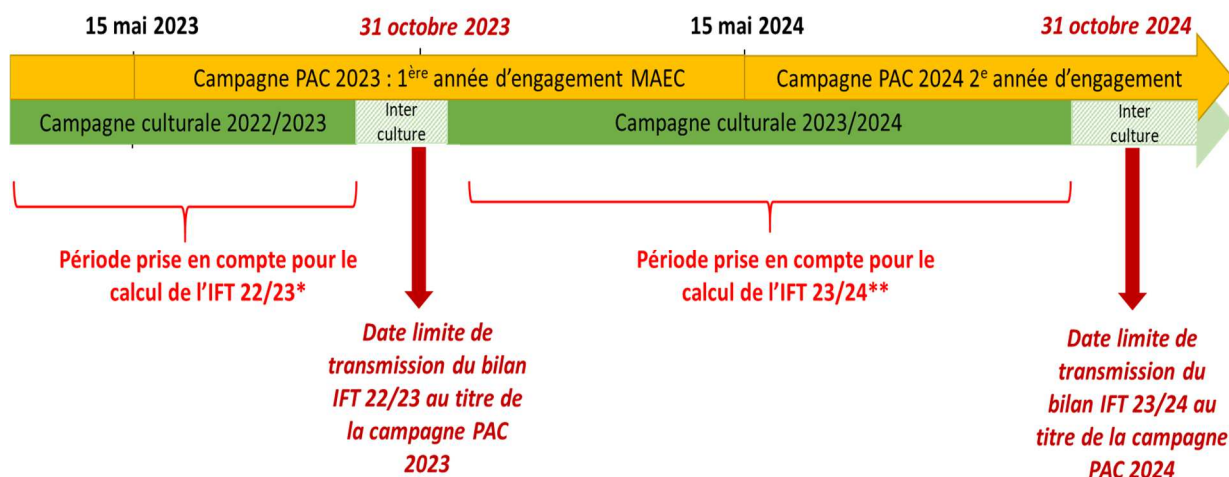 15 mai 2023
31 octobre 2023
15 mai 2024
31 octobre 2024
Campagne PAC 2023 : 1ère année d’engagement MAEC
Campagne PAC 2024 2e année d’engagement
Campagne culturale 2022/2023
Inter
culture
Campagne culturale 2023/2024
Inter
culture
Période prise en compte pour le
calcul de l’IFT 22/23*
Période prise en compte pour le
calcul de l’IFT 23/24**
Date limite de
transmission du bilan
IFT 22/23 au titre de
la campagne PAC
2023
Date limite de
transmission du
bilan IFT 23/24 au
titre de la campagne
PAC 2024